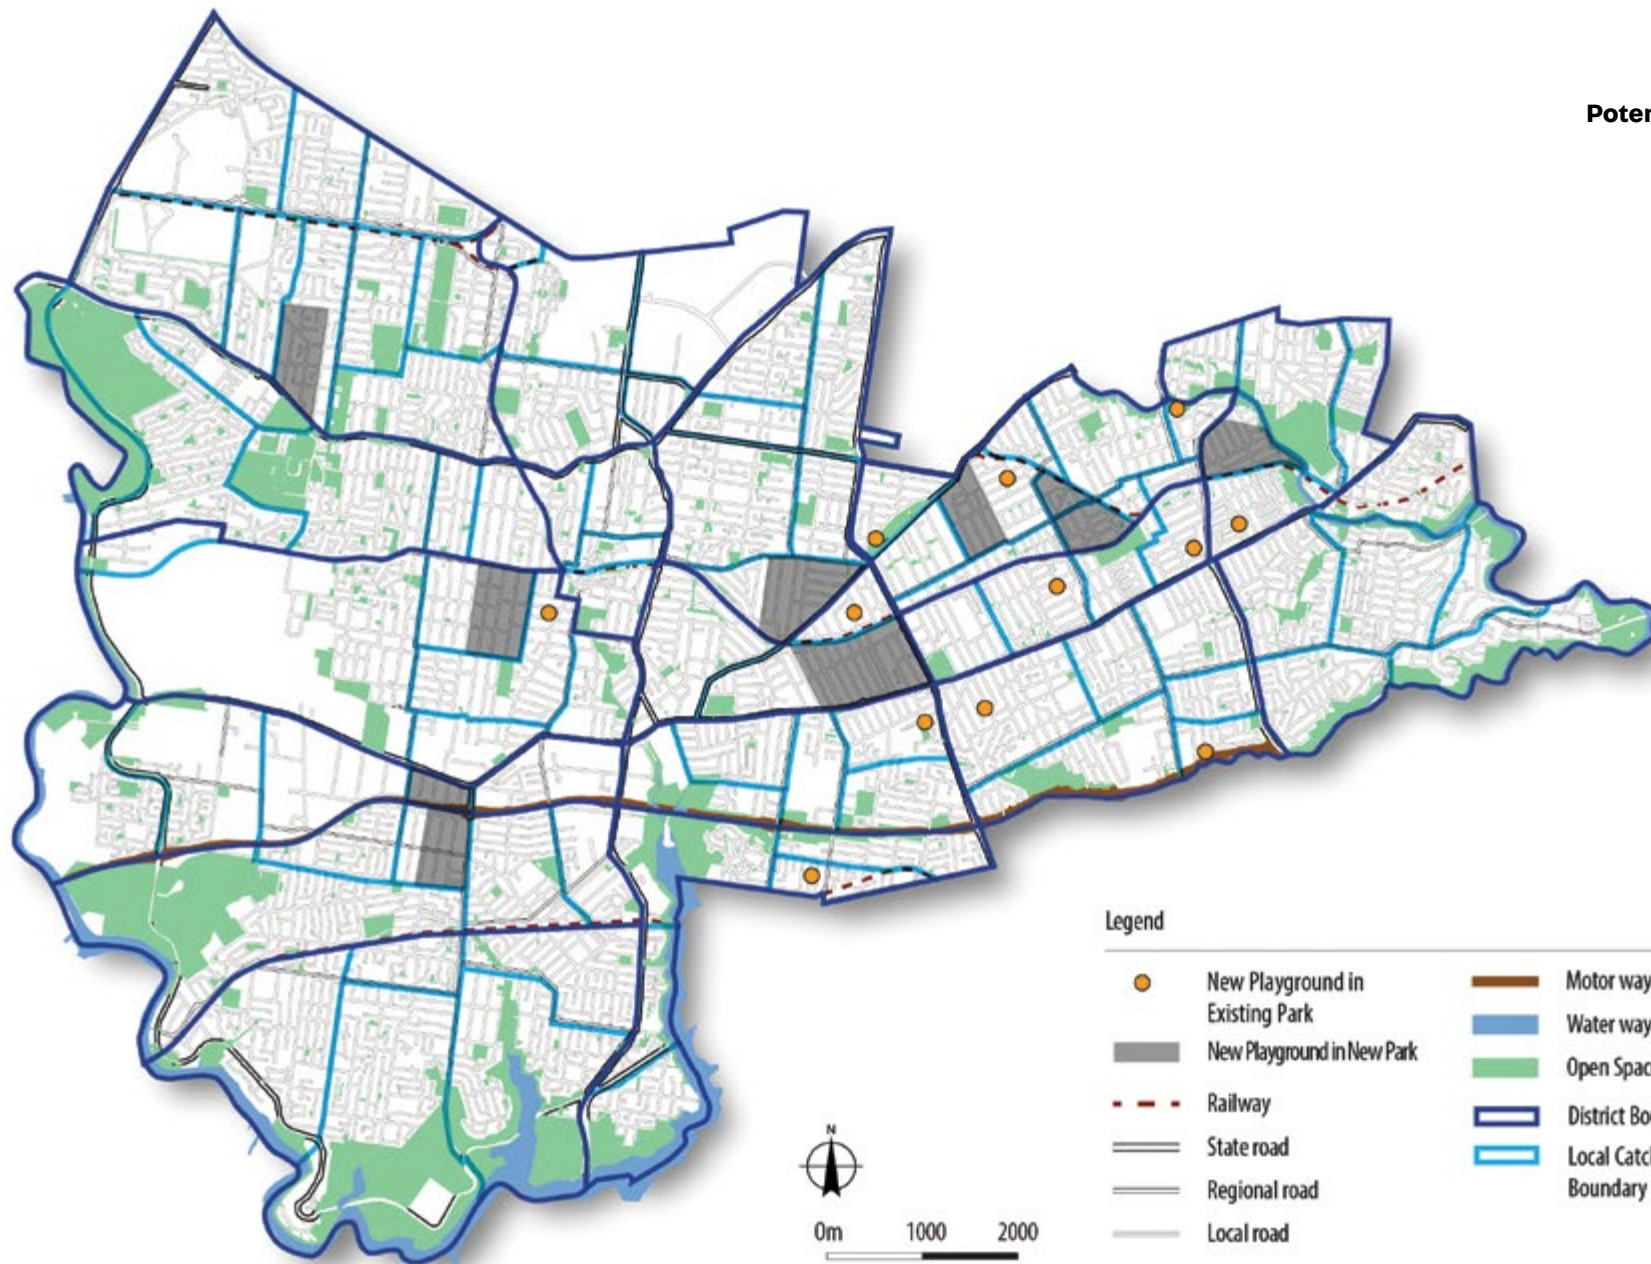 Poter
Legend
New Playground in
Existing Park
New Playground in New Park
Railway
State road
Regional road
Local road
Motor way
Water way
Open Spac
District Bo
Local Catc
Boundary
N
0m 1000 2000